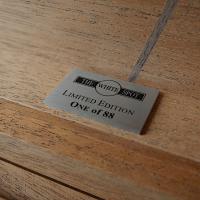 THE WHITE SPOT
LIMITED EDITION
ONE of 88